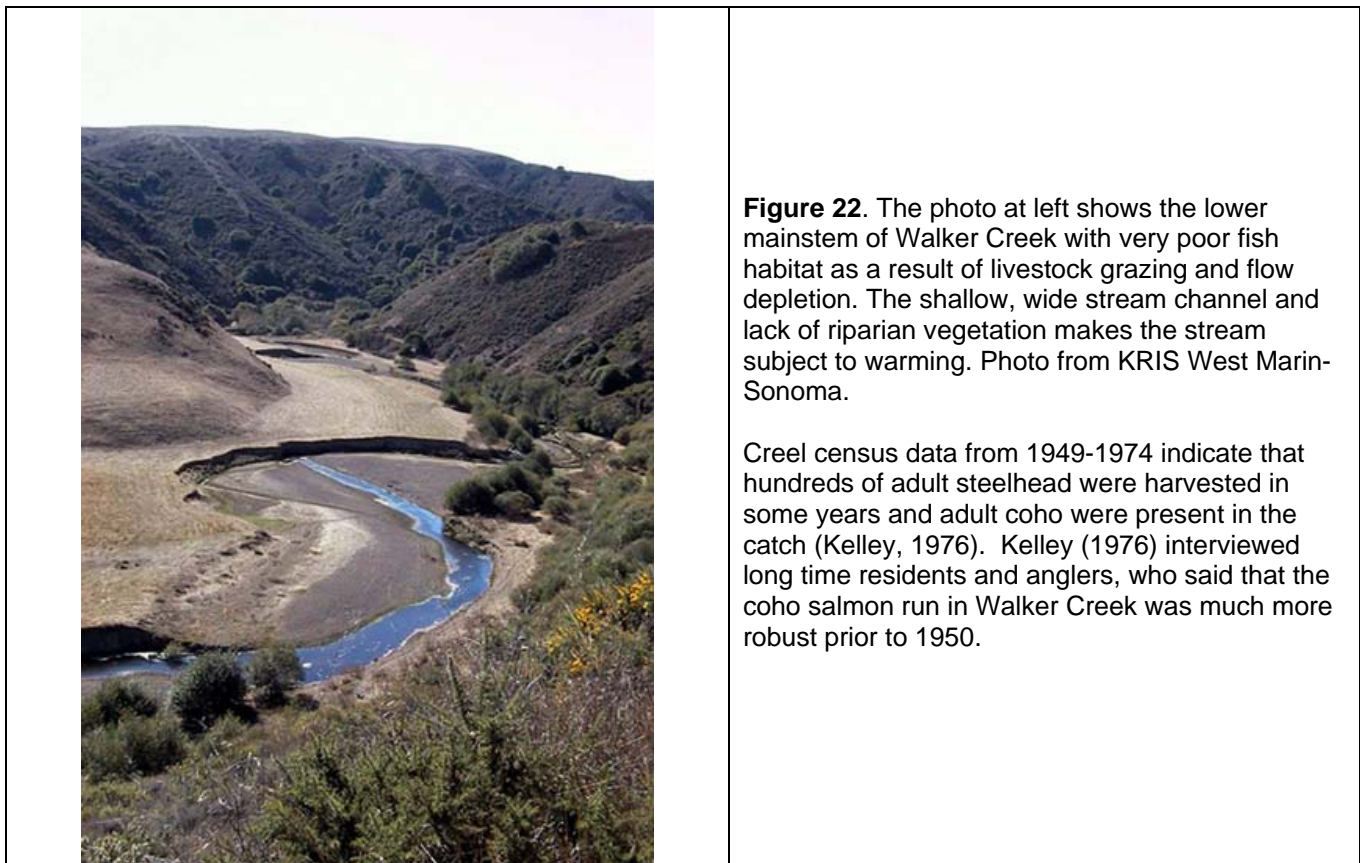 Figure 22. The photo at left shows the lower
mainstem of Walker Creek with very poor fish
habitat as a result of livestock grazing and flow
depletion. The shallow, wide stream channel and
lack of riparian vegetation makes the stream
subject to warming. Photo from KRIS West Marin-
Sonoma.
Creel census data from 1949-1974 indicate that
hundreds of adult steelhead were harvested in
some years and adult coho were present in the
catch (Kelley, 1976).  Kelley (1976) interviewed
long time residents and anglers, who said that the
coho salmon run in Walker Creek was much more
robust prior to 1950.